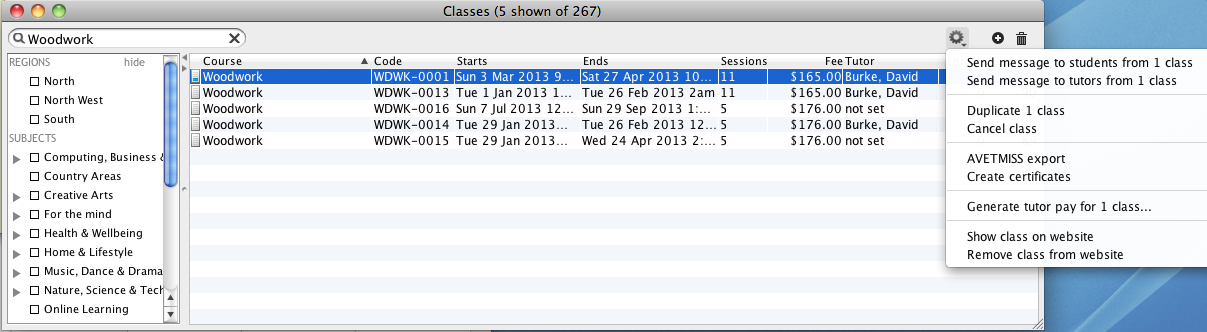 Classes (5 shown of 267)
Woodwork
REGIONS hide
North
North West
South
SUBJECTS
Computing, Business &
Country Areas
Creative Arts
For the mind
Health & Wellbeing
Home & Lifestyle
Music, Dance & Drama
Nature, Science & Tech
Online Learning
Course Code Starts Ends Sessions Fee Tutor
Woodwork WDWK-0001 Sun 3 Mar 2013 9... Sat 27 Apr 2013 10... 11 $165.00 Burke, David
Woodwork WDWK-0013 Tue 1 Jan 2013 1... Tue 26 Feb 2013 2am 11 $165.00 Burke, David
Woodwork WDWK-0016 Sun 7 Jul 2013 12... Sun 29 Sep 2013 1:... 5 $176.00 not set
Woodwork WDWK-0014 Tue 29 Jan 2013... Tue 26 Feb 2013 12... 5 $176.00 Burke, David
Woodwork WDWK-0015 Tue 29 Jan 2013... Wed 24 Apr 2013 2:... 5 $176.00 not set
Send message to students from 1 class
Send message to tutors from 1 class
Duplicate 1 class
Cancel class
AVETMISS export
Create certificates
Generate tutor pay for 1 class...
Show class on website
Remove class from website